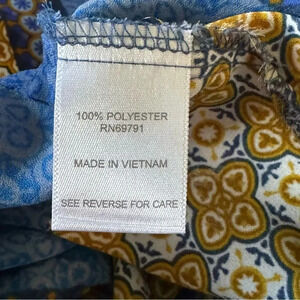 100% POLYESTER
RN69791
MADE IN VIETNAM
SEE REVERSE FOR CARE